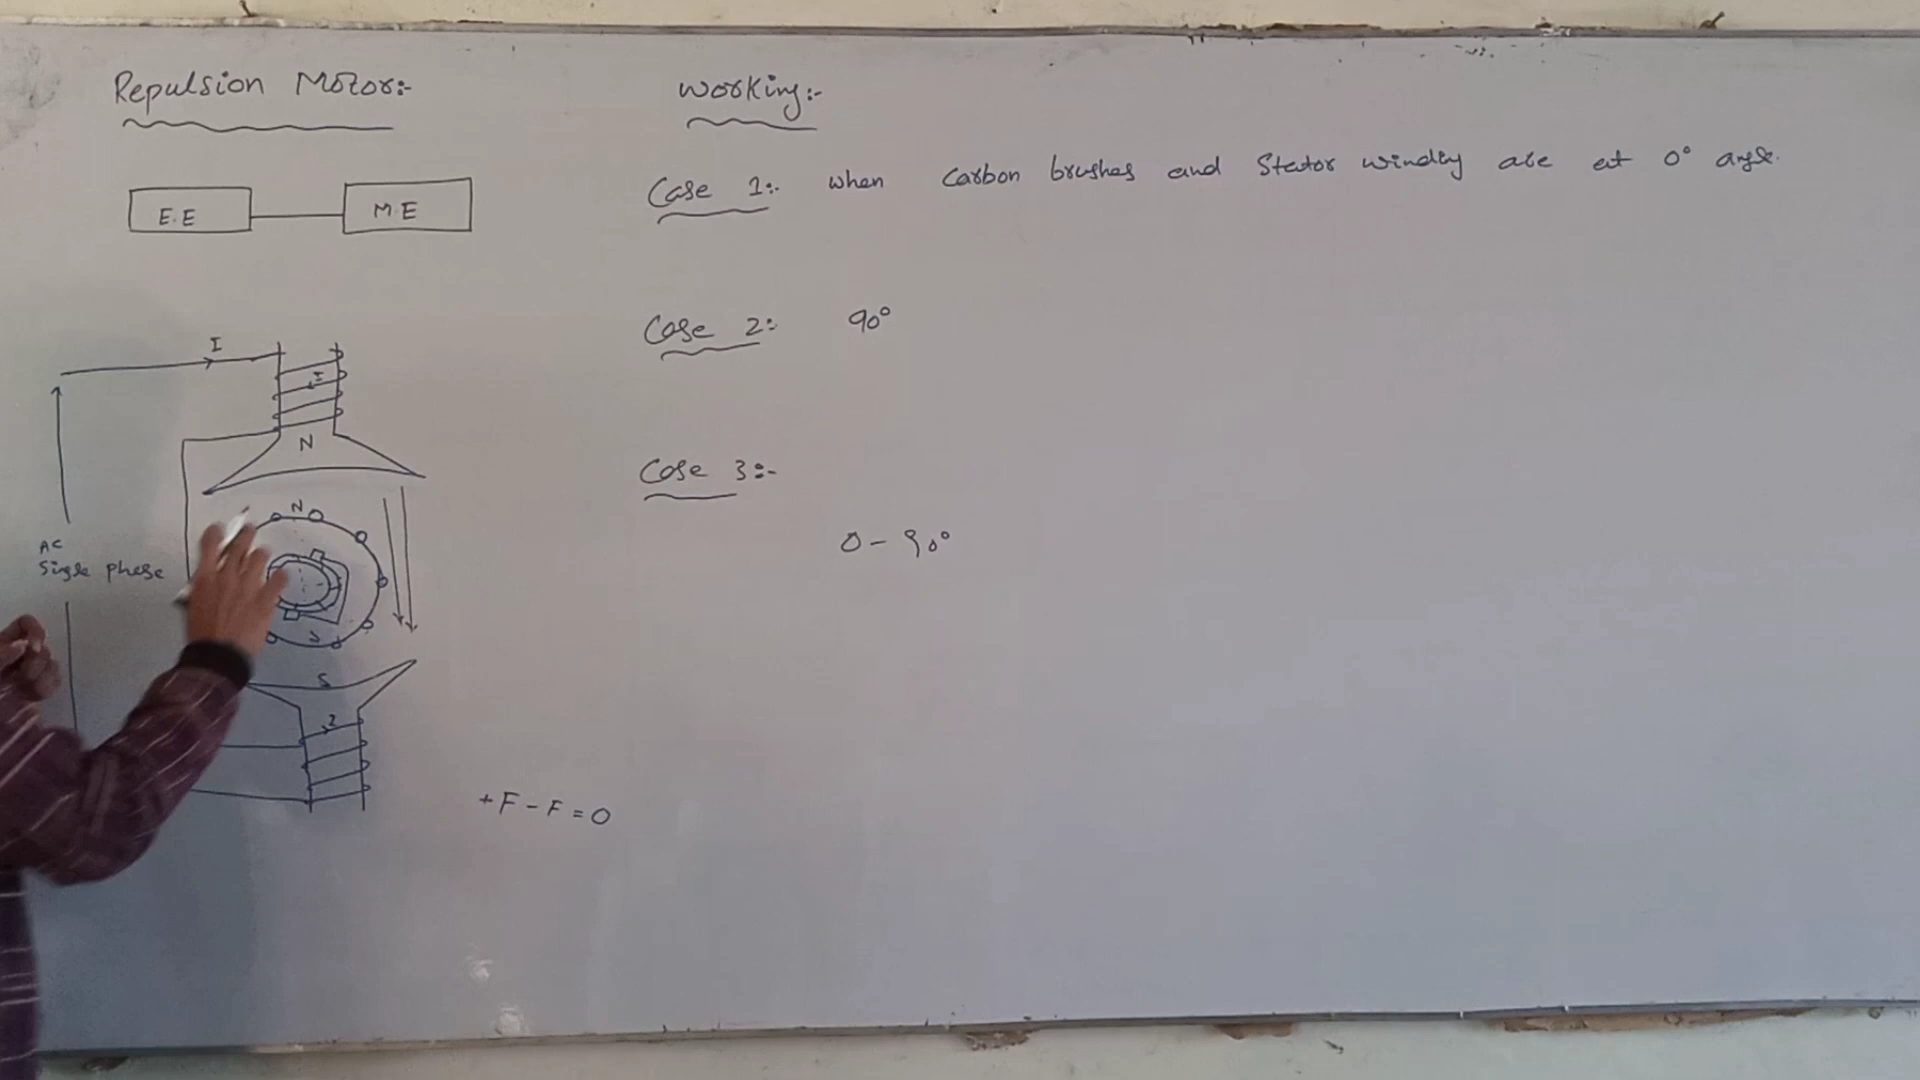 Repulsion Motor:-
E.E
M.E
I
I
N
N
AC
Single phase
S
S
+F-F=0
Working:-
Case 1:. when Carbon brushes and Stator winding are at 0° angle.
Case 2: 90°
Case 3:-
0-90°